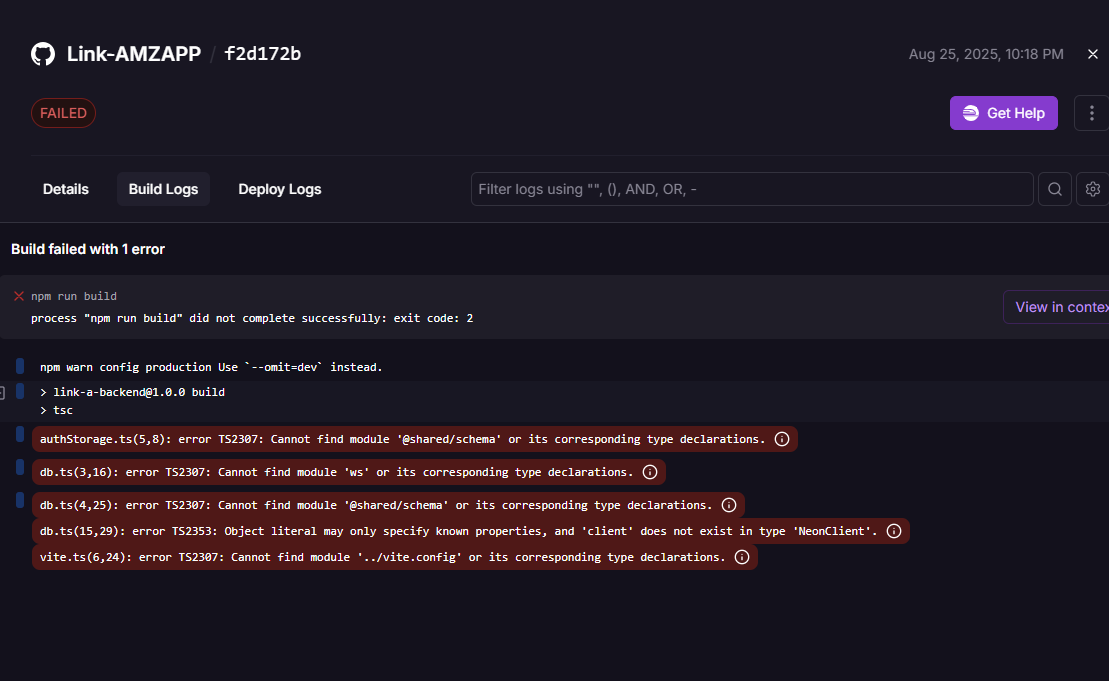 Link-AMZAPP / f2d172b
Aug 25, 2025, 10:18 PM
FAILED
Get Help
Details
Build Logs
Deploy Logs
Filter logs using "", (), AND, OR, -
Build failed with 1 error
npm run build
process "npm run build" did not complete successfully: exit code: 2
View in contex
npm warn config production Use `--omit=dev` instead.
> link-a-backend@1.0.0 build
> tsc
authStorage.ts(5,8): error TS2307: Cannot find module '@shared/schema' or its corresponding type declarations.
db.ts(3,16): error TS2307: Cannot find module 'ws' or its corresponding type declarations.
db.ts(4,25): error TS2307: Cannot find module '@shared/schema' or its corresponding type declarations.
db.ts(15,29): error TS2353: Object literal may only specify known properties, and 'client' does not exist in type 'NeonClient'.
vite.ts(6,24): error TS2307: Cannot find module '../vite.config' or its corresponding type declarations.